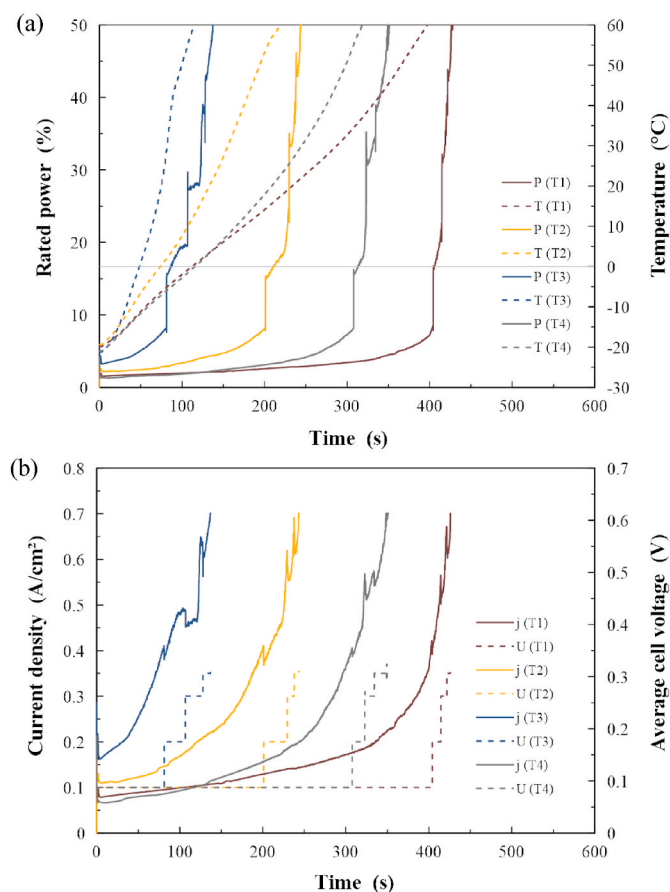 (a)
50
40
30
20
10
0
Rated power (%)
60
50
40
30
20
10
0
-10
-20
-30
Temperature (°C)
P (T1)
T (T1)
P (T2)
T (T2)
P (T3)
T (T3)
P (T4)
T (T4)
0 100 200 300 400 500 600
Time (s)
(b)
0.8
0.7
0.6
0.5
0.4
0.3
0.2
0.1
0
Current density (A/cm²)
0.7
0.6
0.5
0.4
0.3
0.2
0.1
0
Average cell voltage (V)
j (T1)
U (T1)
j (T2)
U (T2)
j (T3)
U (T3)
j (T4)
U (T4)
0 100 200 300 400 500 600
Time (s)